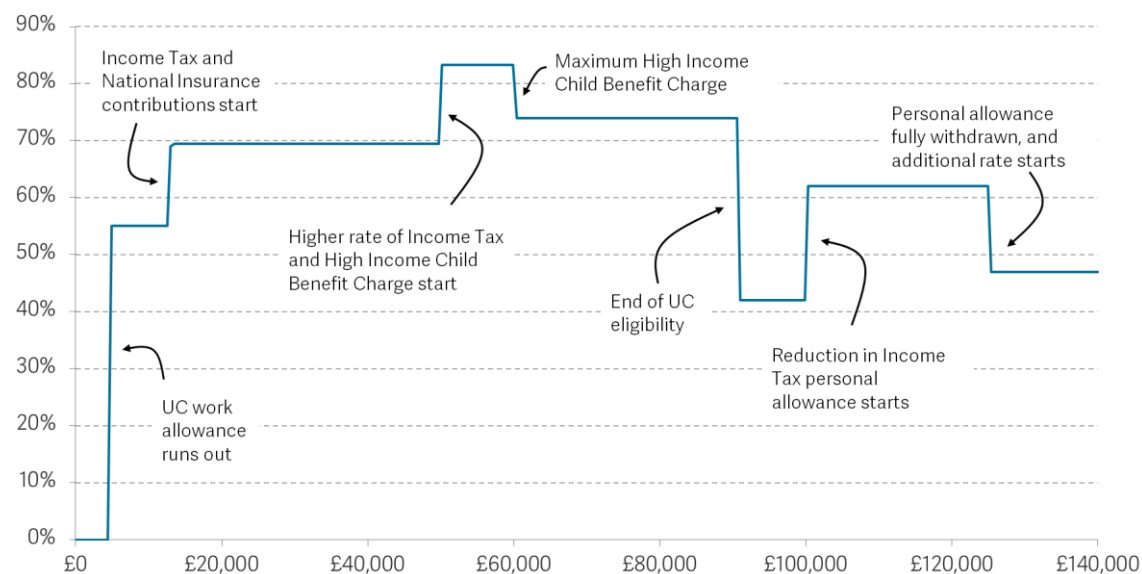 90%
80%
70%
60%
50%
40%
30%
20%
10%
0%
Income Tax and
National Insurance
contributions start
Maximum High Income
Child Benefit Charge
Personal allowance
fully withdrawn, and
additional rate starts
Higher rate of Income Tax
and High Income Child
Benefit Charge start
End of UC
eligibility
Reduction in Income
Tax personal
allowance starts
UC work
allowance
runs out
£0
£20,000
£40,000
£60,000
£80,000
£100,000
£120,000
£140,000